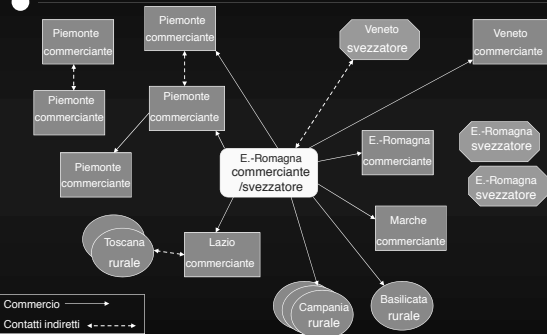 Piemonte
commerciante
Piemonte
commerciante
Veneto
svezzatore
Veneto
commerciante
Piemonte
commerciante
Piemonte
commerciante
E.-Romagna
commerciante
E.-Romagna
svezzatore
Piemonte
commerciante
E.-Romagna
commerciante
/svezzatore
E.-Romagna
svezzatore
Marche
commerciante
Toscana
rurale
Lazio
commerciante
Campania
rurale
Basilicata
rurale
Commercio
Contatti indiretti